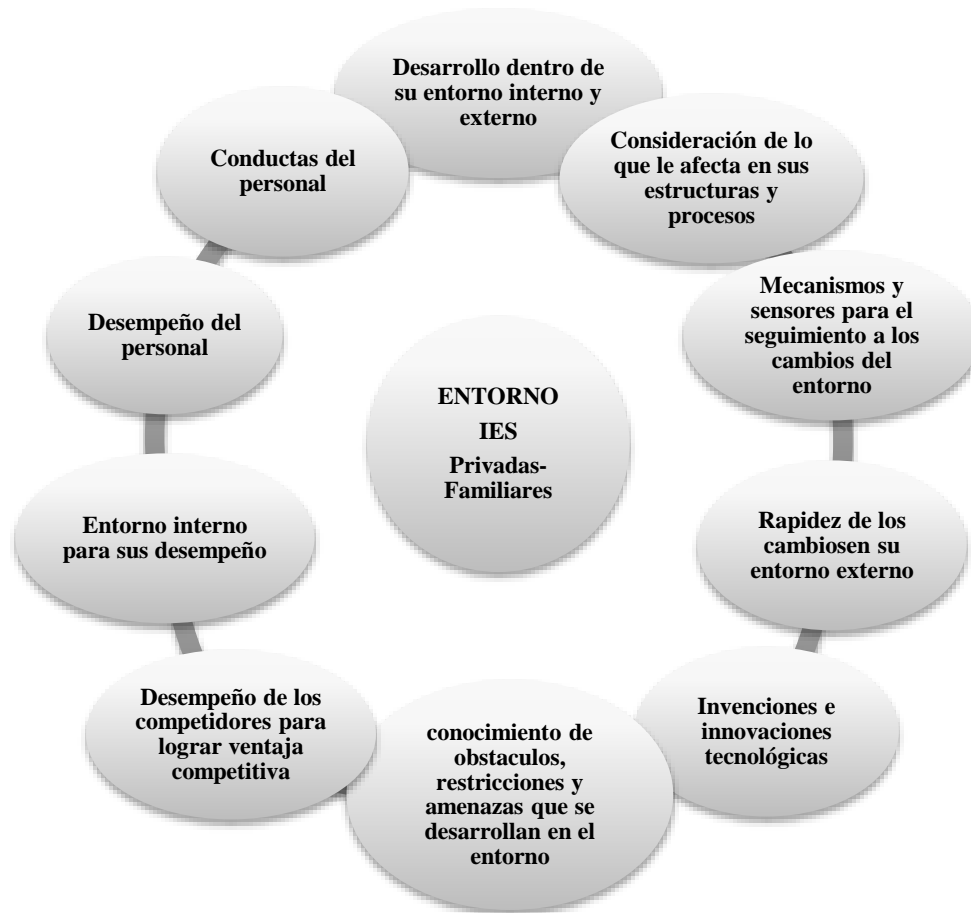 Desarrollo dentro de
su entorno interno y
externo
Consideración de lo
que le afecta en sus
estructuras y
procesos
Mecanismos y
sensores para el
seguimiento a los
cambios del
entorno
Rapidez de los
cambiosen su
entorno externo
Invenciones e
innovaciones
tecnológicas
conocimiento de
obstaculos,
restricciones y
amenazas que se
desarrollan en el
entorno
Desempeño de los
competidores para
lograr ventaja
competitiva
Entorno interno
para sus desempeño
Desempeño del
personal
Conductas del
personal
ENTORNO
IES
Privadas-
Familiares